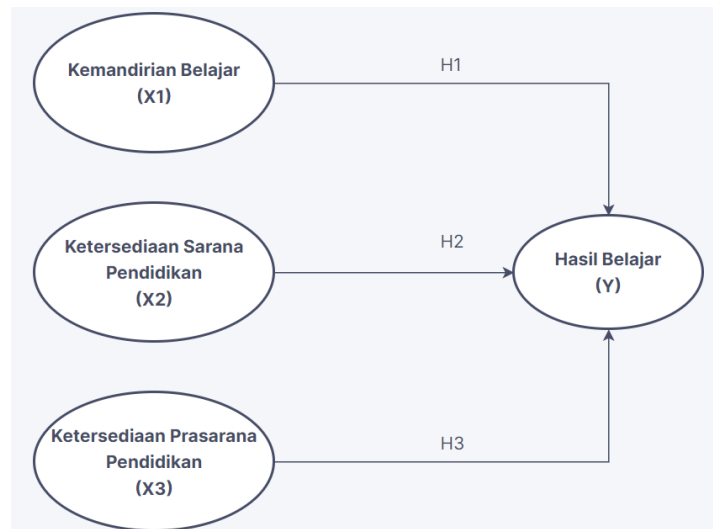 Kemandirian Belajar
(X1)
H1
Ketersediaan Sarana
Pendidikan
(X2)
H2
Hasil Belajar
(Y)
Ketersediaan Prasarana
Pendidikan
(X3)
H3